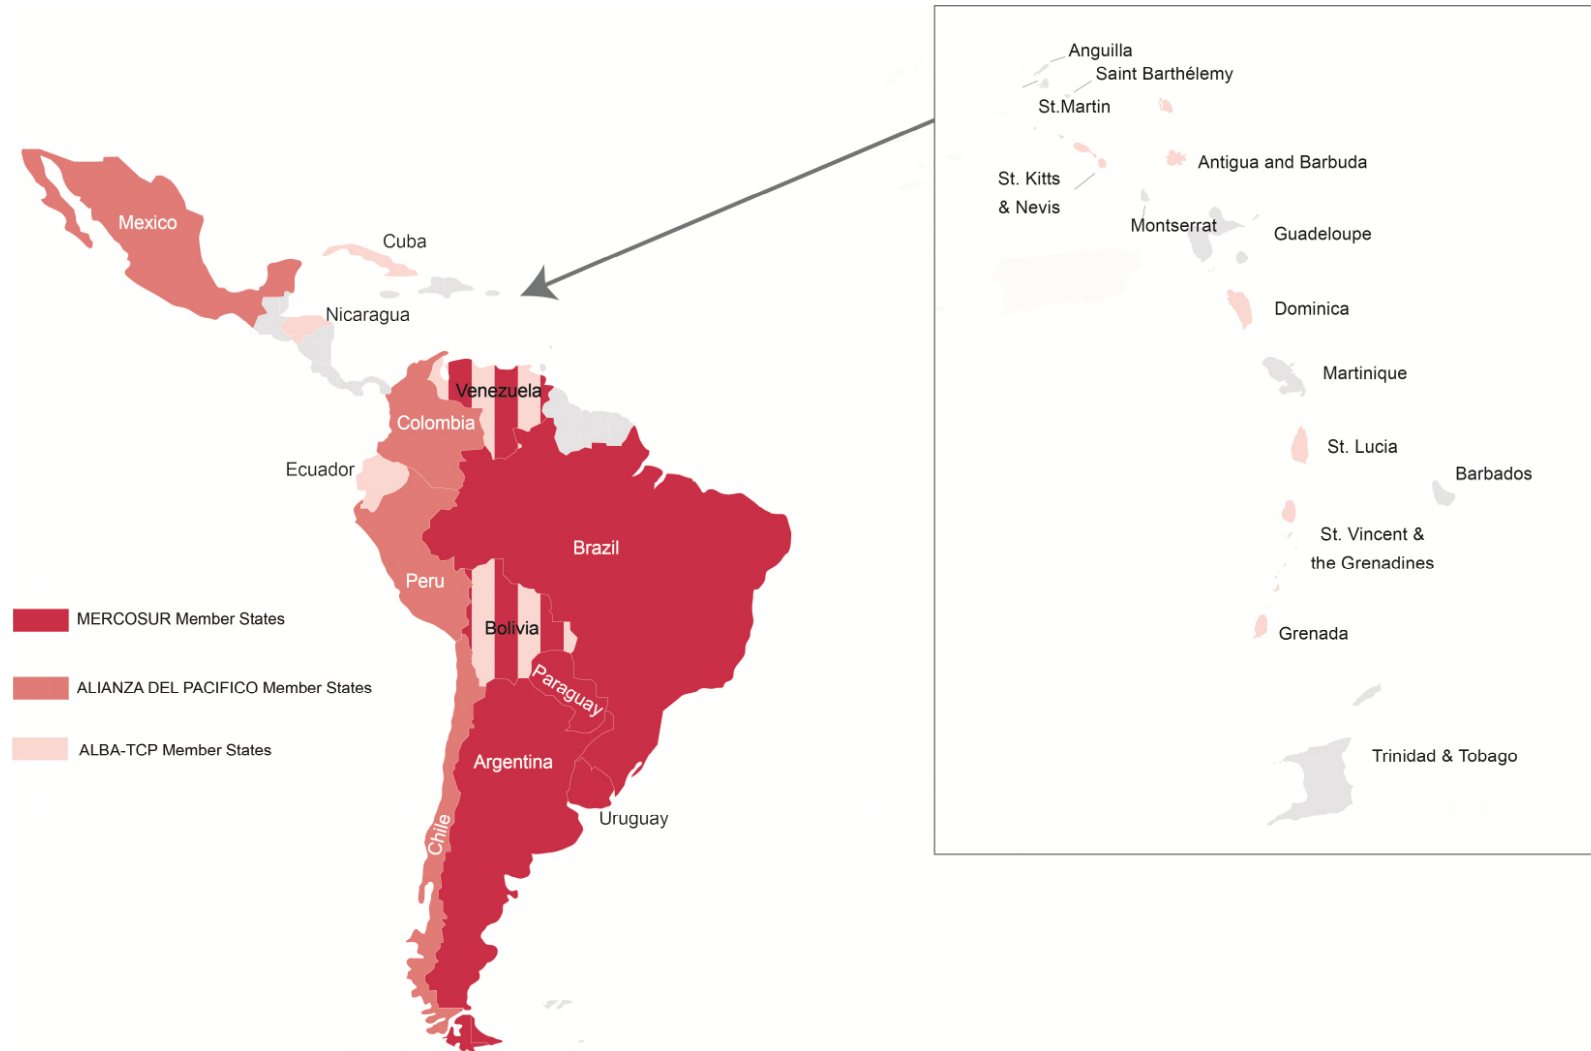 Anguilla
Saint Barthélemy
St.Martin
Antigua and Barbuda
St. Kitts
& Nevis
Montserrat
Guadeloupe
Dominica
Martinique
St. Lucia
Barbados
St. Vincent &
the Grenadines
Grenada
Trinidad & Tobago
Mexico
Cuba
Nicaragua
Venezuela
Colombia
Ecuador
Brazil
Peru
Bolivia
Paraguay
Argentina
Uruguay
Chile
MERCOSUR Member States
ALIANZA DEL PACIFICO Member States
ALBA-TCP Member States